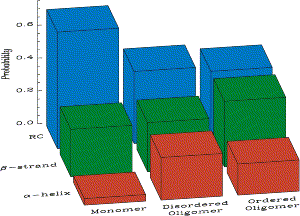 Probability
0.6
0.4
0.2
0.0
RC
β-strand
α-helix
Monomer
Disordered
Oligomer
Ordered
Oligomer